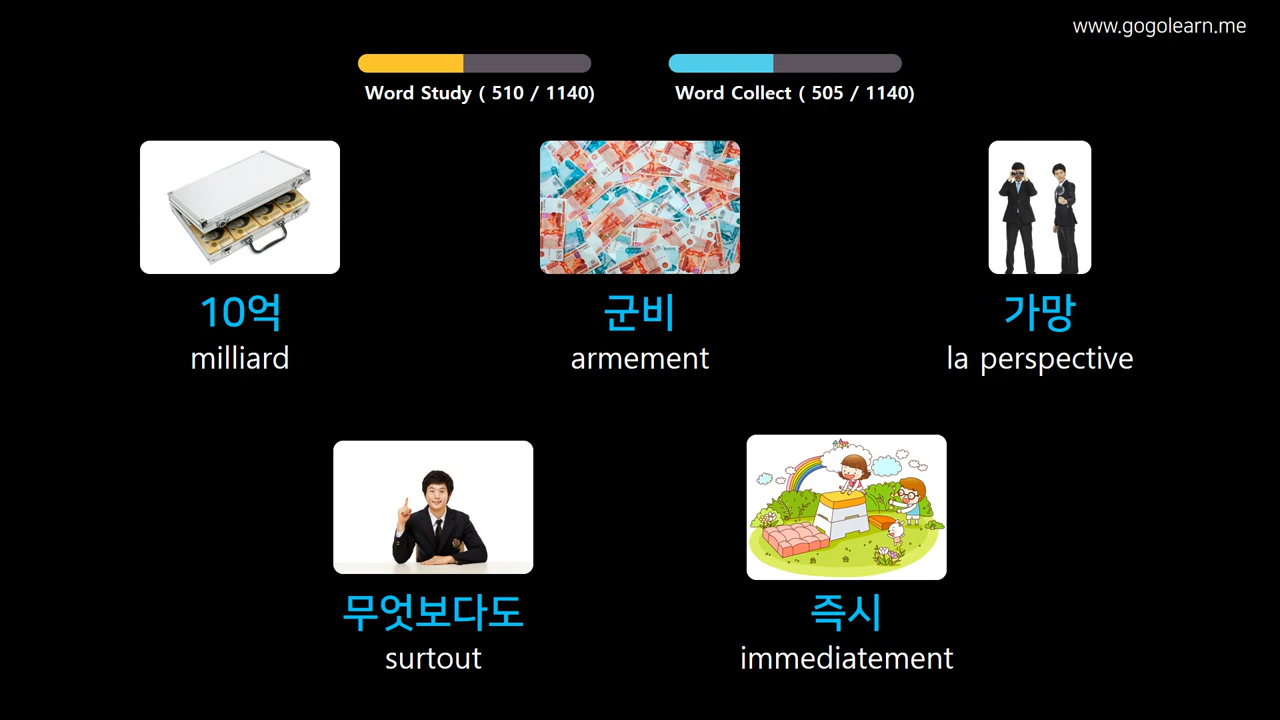 www.gogolearn.me
Word Study ( 510 / 1140)
Word Collect ( 505 / 1140)
10억
milliard
군비
armement
가망
la perspective
무엇보다도
surtout
즉시
immediatement